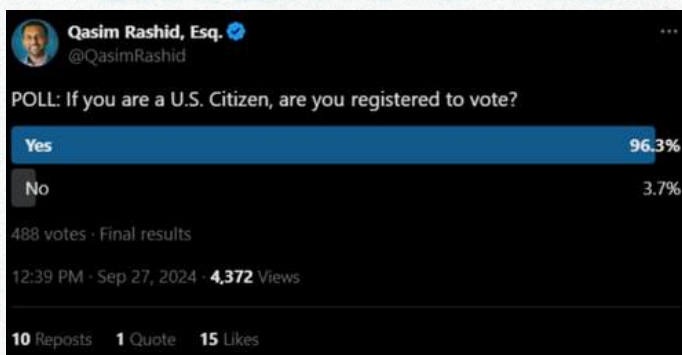 Qasim Rashid, Esq.
@QasimRashid
POLL: If you are a U.S. Citizen, are you registered to vote?
Yes 96.3%
No 3.7%
488 votes · Final results
12:39 PM · Sep 27, 2024 · 4,372 Views
10 Reposts 1 Quote 15 Likes